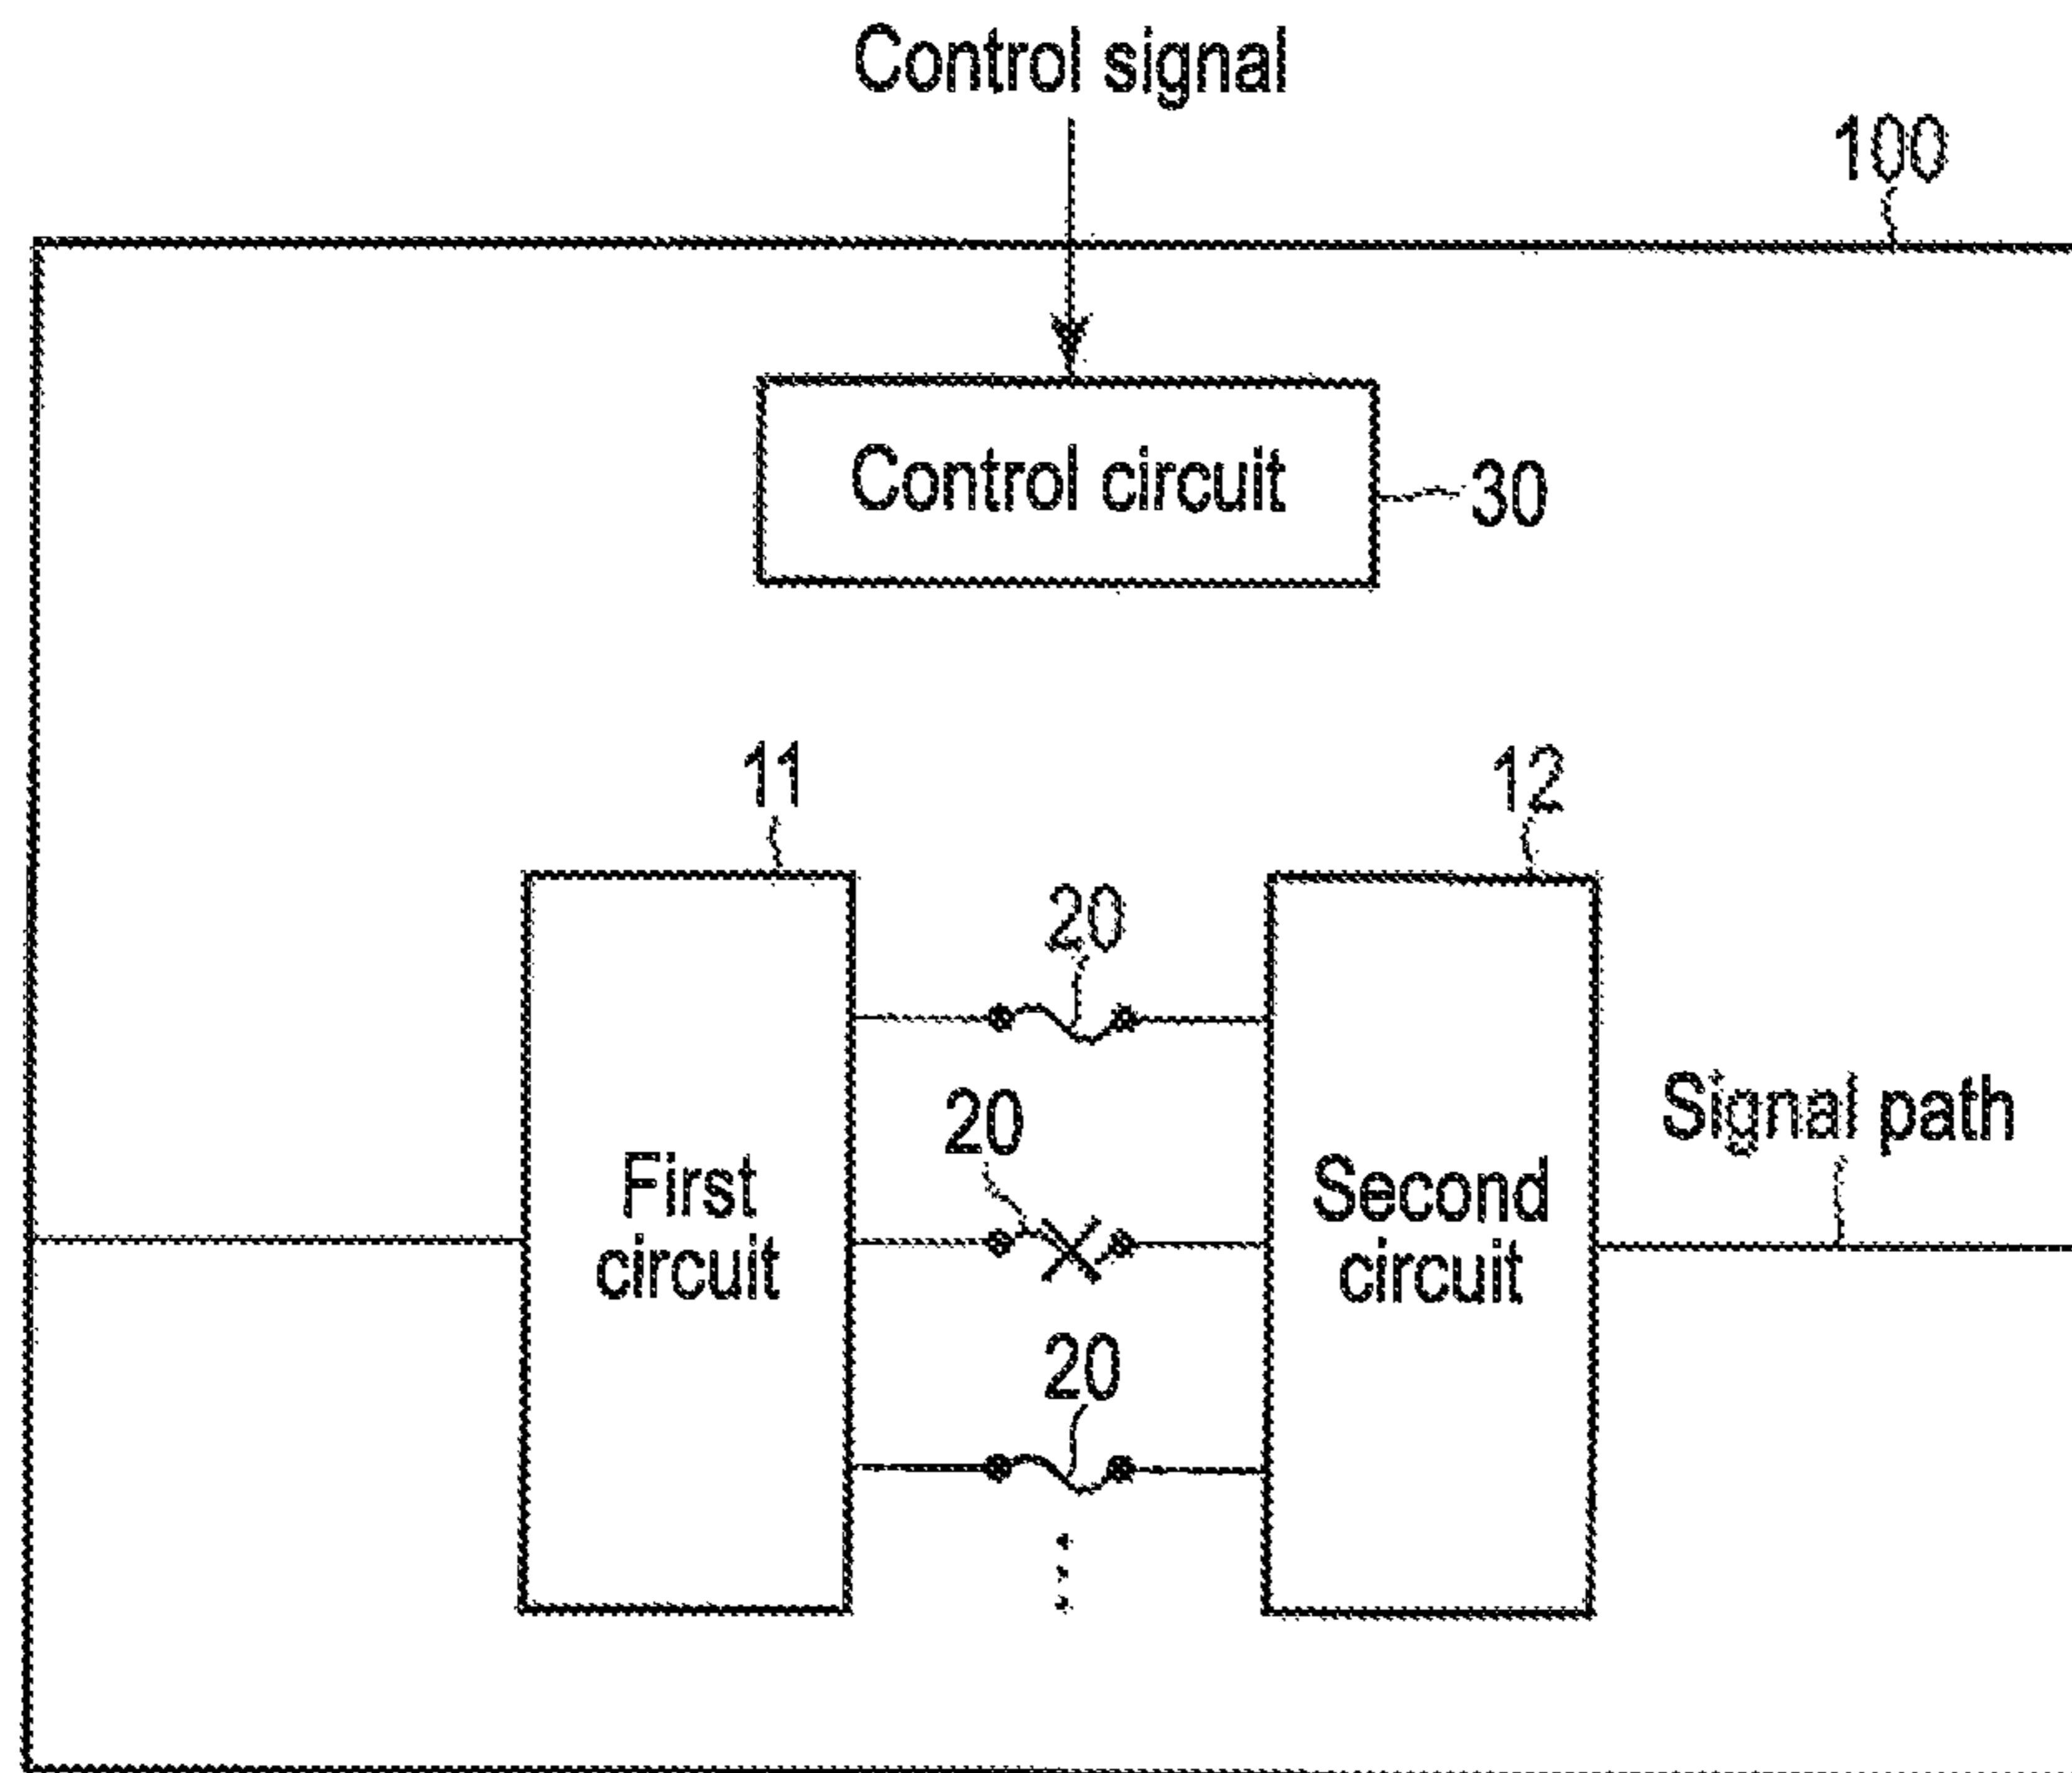 Control signal
100
Control circuit
30
11
12
20
20
Signal path
First
circuit
Second
circuit
20